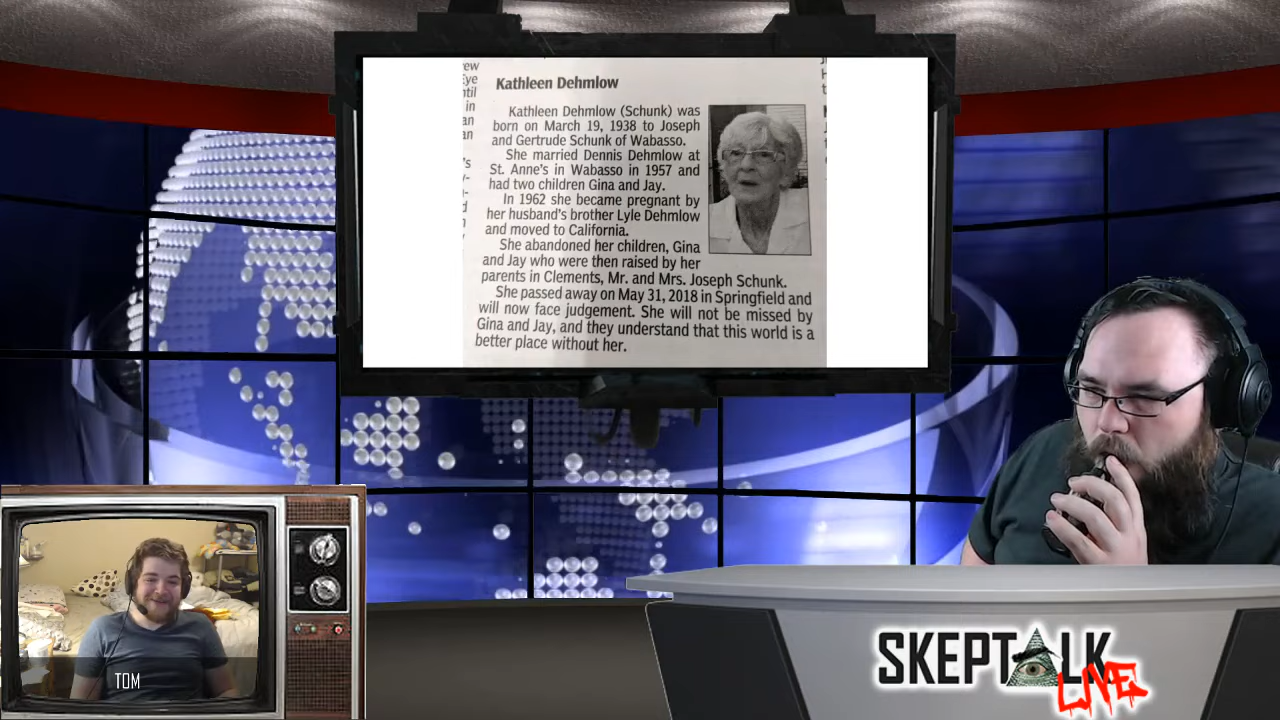 Kathleen Dehmlow
Kathleen Dehmlow (Schunk) was
born on March 19, 1938 to Joseph
and Gertrude Schunk of Wabasso.
She married Dennis Dehmlow at
St. Anne's in Wabasso in 1957 and
had two children Gina and Jay.
In 1962 she became pregnant by
her husband's brother Lyle Dehmlow
and moved to California.
She abandoned her children, Gina
and Jay who were then raised by her
parents in Clements, Mr. and Mrs. Joseph Schunk.
She passed away on May 31, 2018 in Springfield and
will now face judgement. She will not be missed by
Gina and Jay, and they understand that this world is a
better place without her.
TOM
SKEPTALK
LIVE